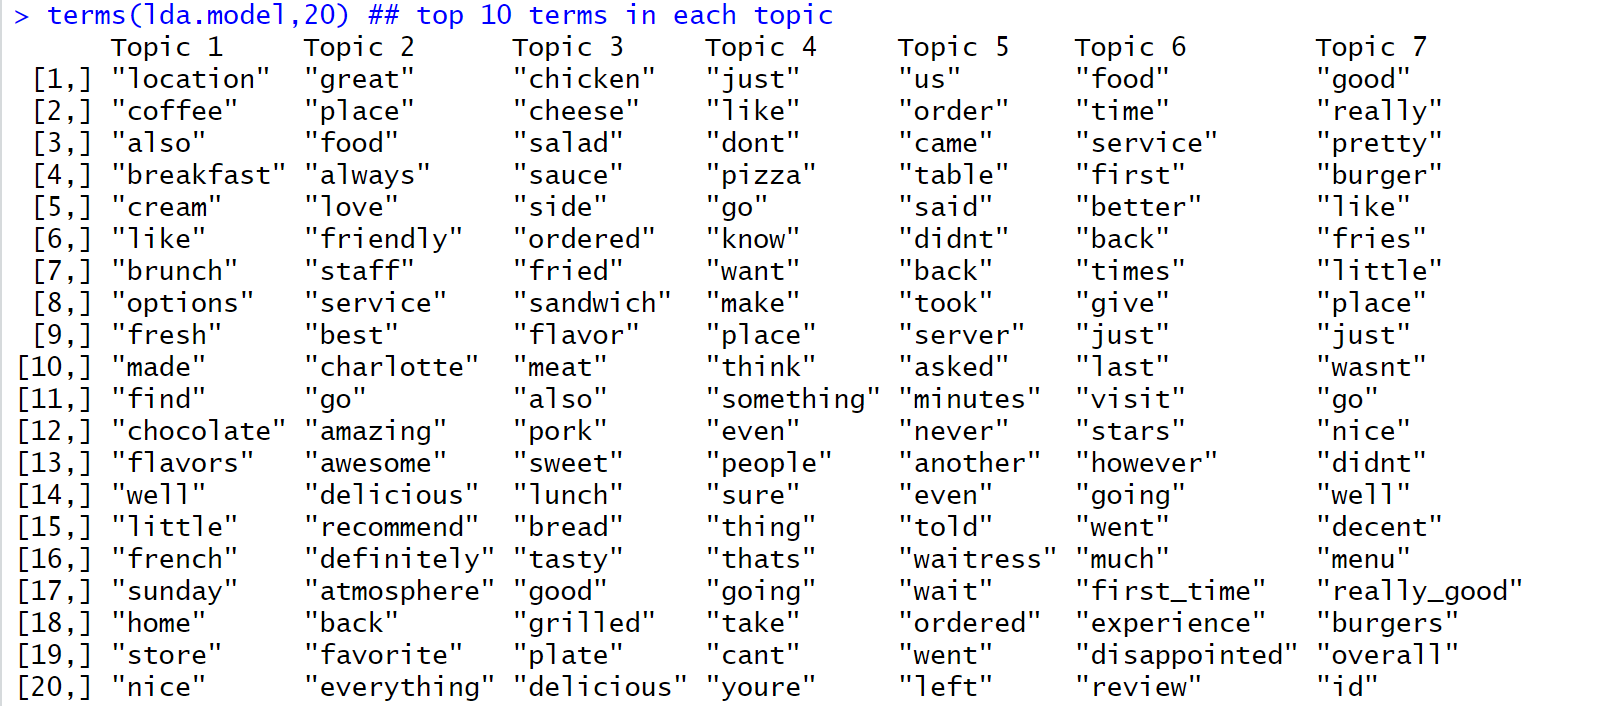 > terms(lda.model,20) ## top 10 terms in each topic
      Topic 1     Topic 2      Topic 3     Topic 4     Topic 5    Topic 6        Topic 7
 [1,] "location"  "great"      "chicken"   "just"      "us"       "food"         "good"
 [2,] "coffee"    "place"      "cheese"    "like"      "order"    "time"         "really"
 [3,] "also"      "food"       "salad"     "dont"      "came"     "service"      "pretty"
 [4,] "breakfast" "always"     "sauce"     "pizza"     "table"    "first"        "burger"
 [5,] "cream"     "love"       "side"      "go"        "said"     "better"       "like"
 [6,] "like"      "friendly"   "ordered"   "know"      "didnt"    "back"         "fries"
 [7,] "brunch"    "staff"      "fried"     "want"      "back"     "times"        "little"
 [8,] "options"   "service"    "sandwich"  "make"      "took"     "give"         "place"
 [9,] "fresh"     "best"       "flavor"    "place"     "server"   "just"         "just"
[10,] "made"      "charlotte"  "meat"      "think"     "asked"    "last"         "wasnt"
[11,] "find"      "go"         "also"      "something" "minutes"  "visit"        "go"
[12,] "chocolate" "amazing"    "pork"      "even"      "never"    "stars"        "nice"
[13,] "flavors"   "awesome"    "sweet"     "people"    "another"  "however"      "didnt"
[14,] "well"      "delicious"  "lunch"     "sure"      "even"     "going"        "well"
[15,] "little"    "recommend"  "bread"     "thing"     "told"     "went"         "decent"
[16,] "french"    "definitely" "tasty"     "thats"     "waitress" "much"         "menu"
[17,] "sunday"    "atmosphere" "good"      "going"     "wait"     "first_time"   "really_good"
[18,] "home"      "back"       "grilled"   "take"      "ordered"  "experience"   "burgers"
[19,] "store"     "favorite"   "plate"     "cant"      "went"     "disappointed" "overall"
[20,] "nice"      "everything" "delicious" "youre"     "left"     "review"       "id"